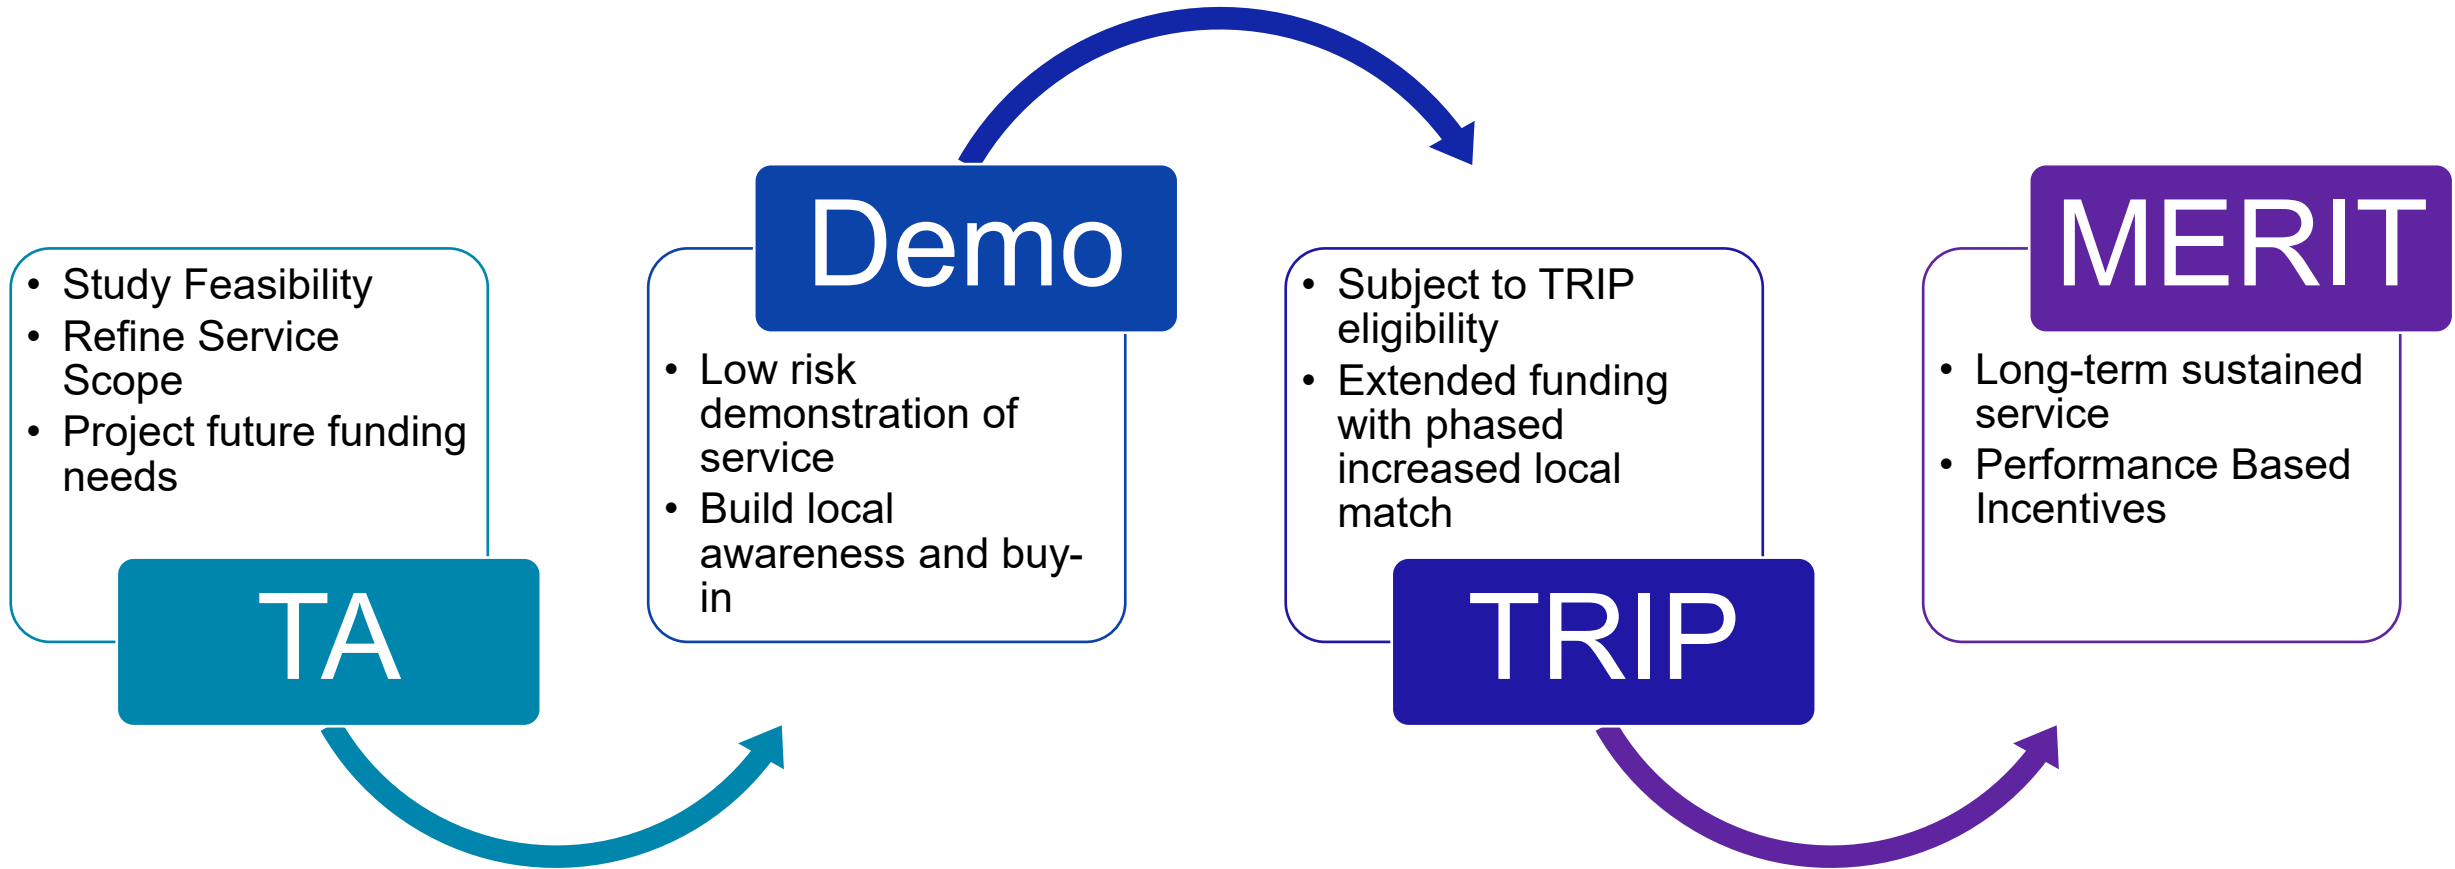 • Study Feasibility
• Refine Service
Scope
• Project future funding
needs
TA
Demo
• Low risk
demonstration of
service
• Build local
awareness and buy-
in
• Subject to TRIP
eligibility
• Extended funding
with phased
increased local
match
TRIP
MERIT
• Long-term sustained
service
• Performance Based
Incentives